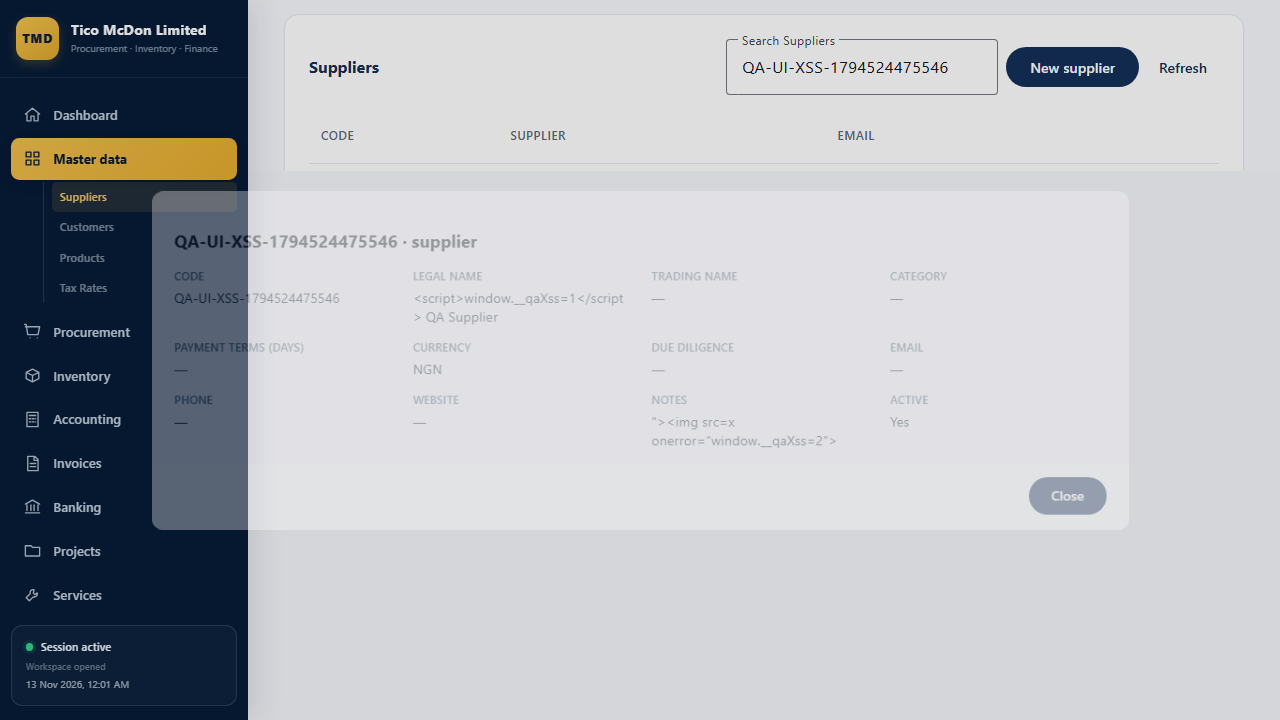 TMD
Tico McDon Limited
Procurement · Inventory · Finance
Dashboard
Master data
Suppliers
Customers
Products
Tax Rates
Procurement
Inventory
Accounting
Invoices
Banking
Projects
Services
Session active
Workspace opened
13 Nov 2026, 12:01 AM
Suppliers
Search Suppliers
QA-UI-XSS-1794524475546
New supplier
Refresh
CODE SUPPLIER EMAIL
QA-UI-XSS-1794524475546 · supplier
CODE LEGAL NAME TRADING NAME CATEGORY
QA-UI-XSS-1794524475546 <script>window.__qaXss=1</script — —
> QA Supplier
PAYMENT TERMS (DAYS) CURRENCY DUE DILIGENCE EMAIL
— NGN — —
PHONE WEBSITE NOTES ACTIVE
— — "><img src=x Yes
onerror="window.__qaXss=2">
Close